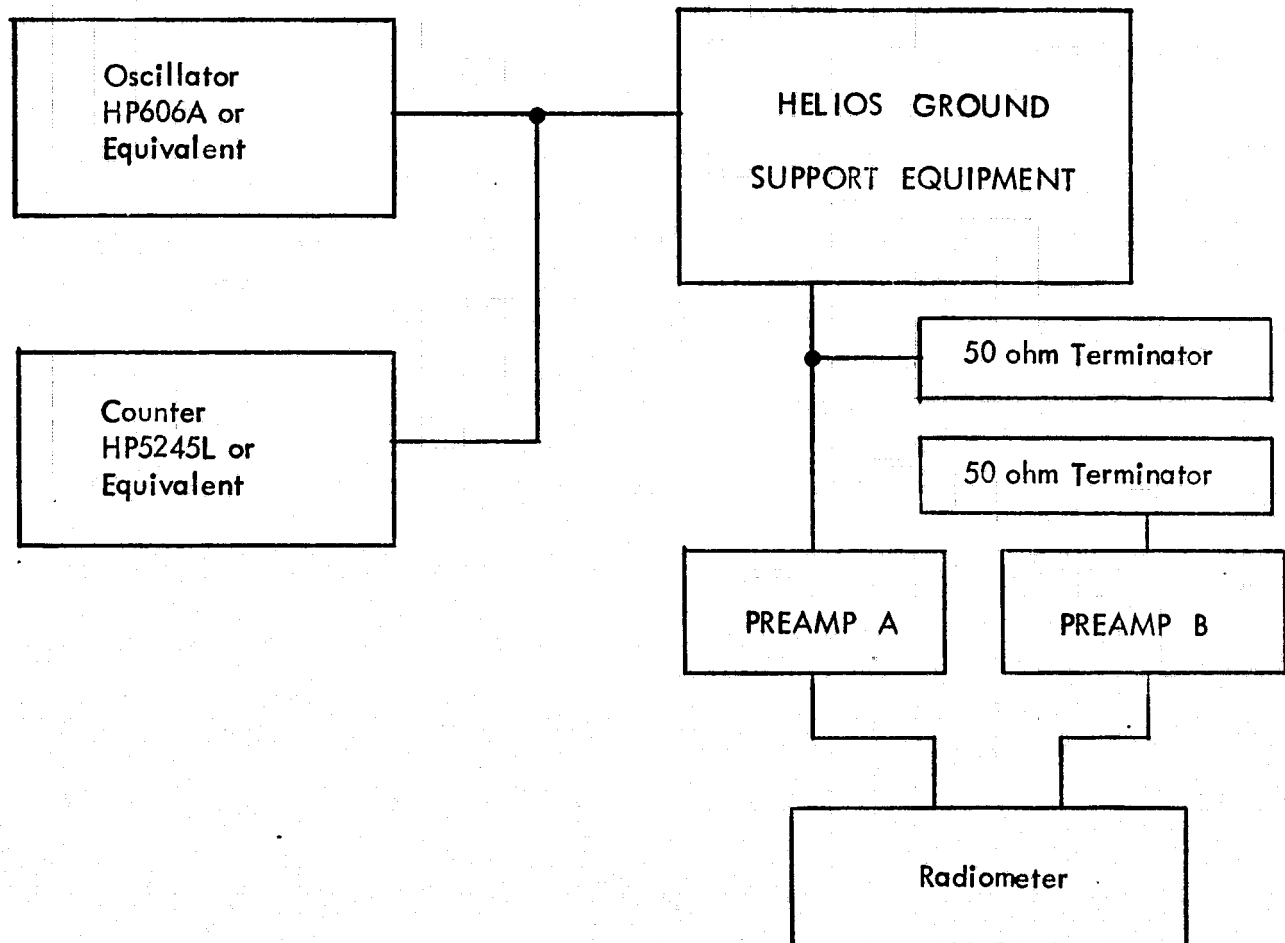 Oscillator
HP606A or
Equivalent
HELIOS GROUND
SUPPORT EQUIPMENT
50 ohm Terminator
Counter
HP5245L or
Equivalent
50 ohm Terminator
PREAMP A
PREAMP B
Radiometer